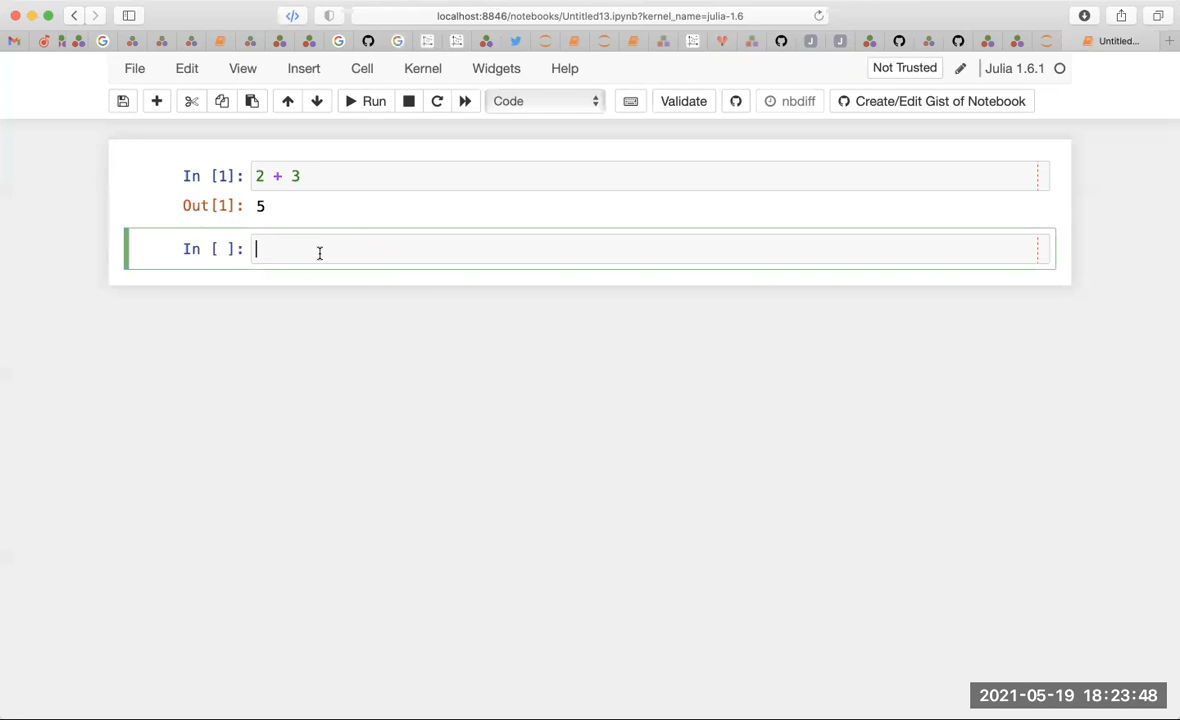 localhost:8846/notebooks/Untitled13.ipynb?kernel_name=julia-1.6
Untitled...
File Edit View Insert Cell Kernel Widgets Help Not Trusted Julia 1.6.1
Run Code Validate nbdiff Create/Edit Gist of Notebook
In [1]: 2 + 3
Out[1]: 5
In [ ]:
2021-05-19 18:23:48